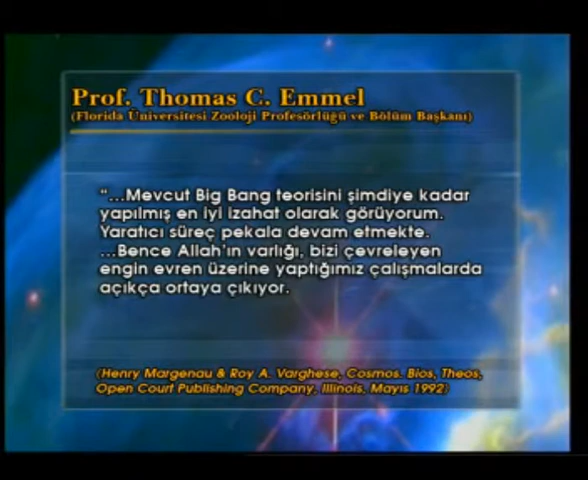 Prof. Thomas C. Emmel
(Florida Üniversitesi Zooloji Profesörlüğü ve Bölüm Başkanı)
“...Mevcut Big Bang teorisini şimdiye kadar
yapılmış en iyi izahat olarak görüyorum.
Yaratıcı süreç pekala devam etmekte.
...Bence Allah'ın varlığı, bizi çevreleyen
engin evren üzerine yaptığımız çalışmalarda
açıkça ortaya çıkıyor.
(Henry Margenau & Roy A. Varghese, Cosmos. Bios, Theos,
Open Court Publishing Company, Illinois, Mayıs 1992)